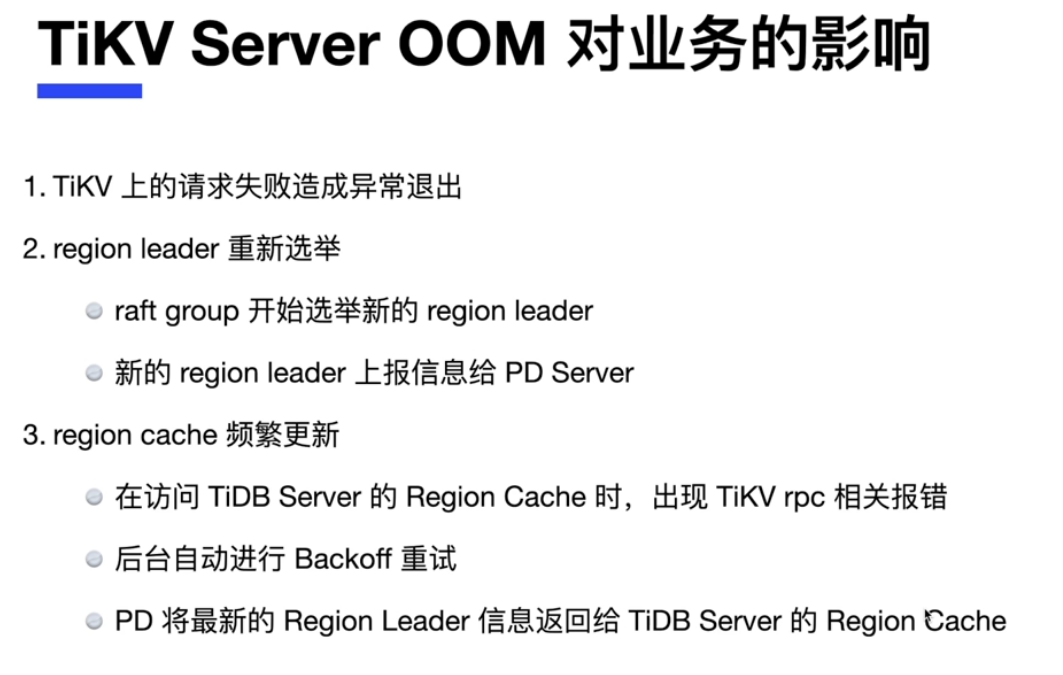 TiKV Server OOM 对业务的影响
1. TiKV 上的请求失败造成异常退出
2. region leader 重新选举
raft group 开始选举新的 region leader
新的 region leader 上报信息给 PD Server
3. region cache 频繁更新
在访问 TiDB Server 的 Region Cache 时，出现 TiKV rpc 相关报错
后台自动进行 Backoff 重试
PD 将最新的 Region Leader 信息返回给 TiDB Server 的 Region Cache